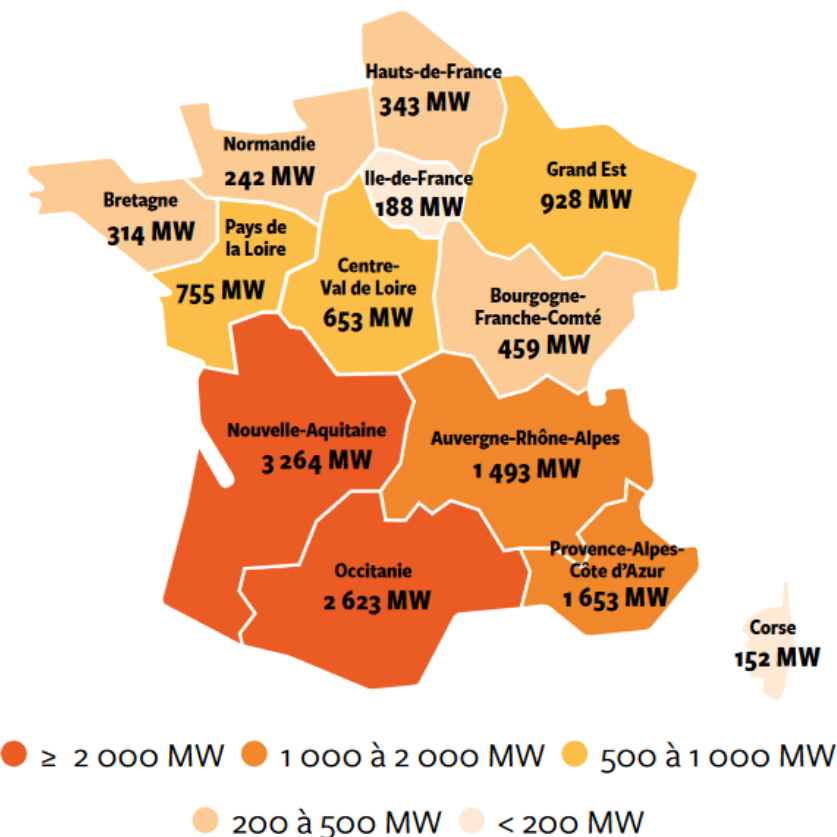 Hauts-de-France
343 MW
Normandie
242 MW
Ile-de-France
188 MW
Grand Est
928 MW
Bretagne
314 MW
Pays de
la Loire
755 MW
Centre-
Val de Loire
653 MW
Bourgogne-
Franche-Comté
459 MW
Nouvelle-Aquitaine
3 264 MW
Auvergne-Rhône-Alpes
1 493 MW
Occitanie
2 623 MW
Provence-Alpes-
Côte d'Azur
1 653 MW
Corse
152 MW
≥ 2 000 MW 1 000 à 2 000 MW 500 à 1 000 MW
200 à 500 MW < 200 MW